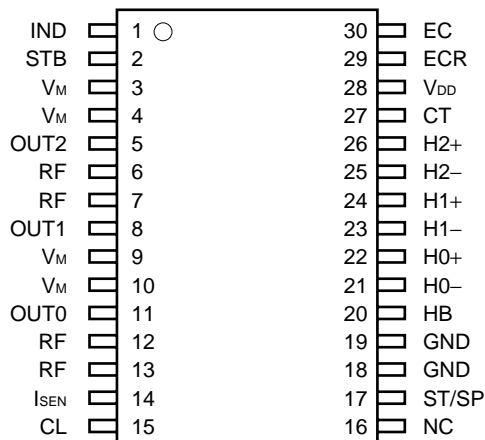 IND 1 30 EC
STB 2 29 ECR
VM 3 28 VDD
VM 4 27 CT
OUT2 5 26 H2+
RF 6 25 H2−
RF 7 24 H1+
OUT1 8 23 H1−
VM 9 22 H0+
VM 10 21 H0−
OUT0 11 20 HB
RF 12 19 GND
RF 13 18 GND
ISEN 14 17 ST/SP
CL 15 16 NC